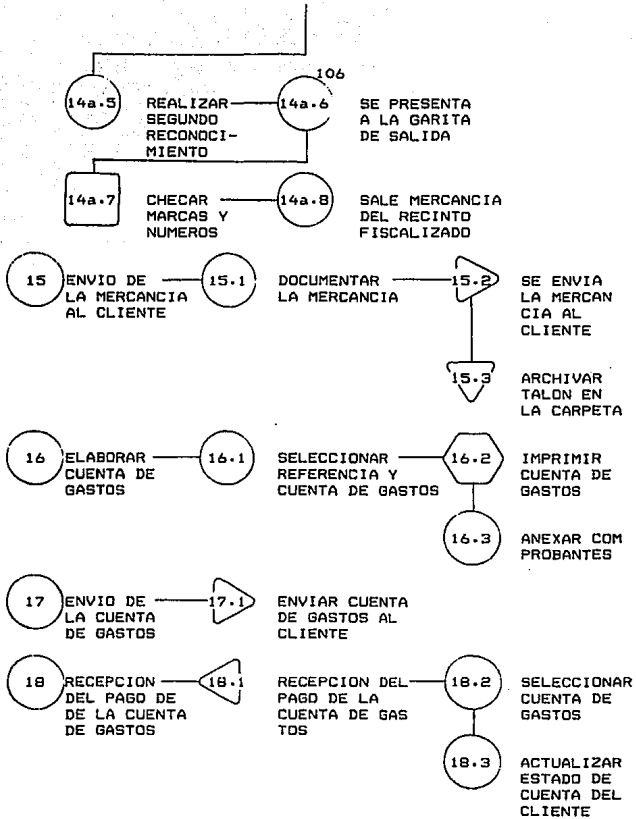 106
14a.5 REALIZAR 14a.6 SE PRESENTA
SEGUNDO A LA GARITA
RECONOCI- DE SALIDA
MIENTO
14a.7 CHECAR 14a.8 SALE MERCANCIA
MARCAS Y DEL RECINTO
NUMEROS FISCALIZADO
15 ENVIO DE 15.1 DOCUMENTAR 15.2 SE ENVIA
LA MERCANCIA LA MERCANCIA LA MERCAN
AL CLIENTE CIA AL
CLIENTE
15.3 ARCHIVAR
TALON EN
LA CARPETA
16 ELABORAR 16.1 SELECCIONAR 16.2 IMPRIMIR
CUENTA DE REFERENCIA Y CUENTA DE
GASTOS CUENTA DE GASTOS GASTOS
16.3 ANEXAR COM
PROBANTES
17 ENVIO DE 17.1 ENVIAR CUENTA
LA CUENTA DE GASTOS AL
DE GASTOS CLIENTE
18 RECEPCION 18.1 RECEPCION DEL 18.2 SELECCIONAR
DEL PAGO DE PAGO DE LA CUENTA DE
DE LA CUENTA CUENTA DE GAS GASTOS
DE GASTOS TOS
18.3 ACTUALIZAR
ESTADO DE
CUENTA DEL
CLIENTE